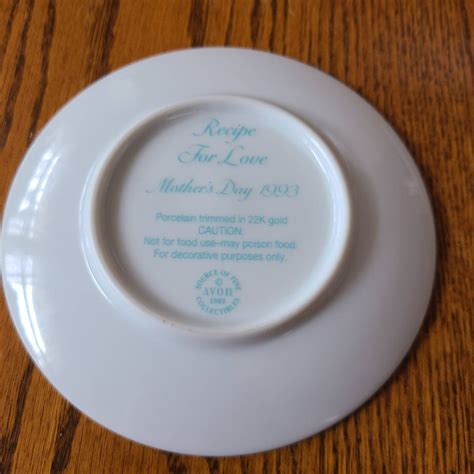 Recipe
For Love
Mother's Day 1993
Porcelain trimmed in 22K gold
CAUTION:
Not for food use–may poison food.
For decorative purposes only.
SOURCE OF FINE
©
AVON
1993
COLLECTIBLES